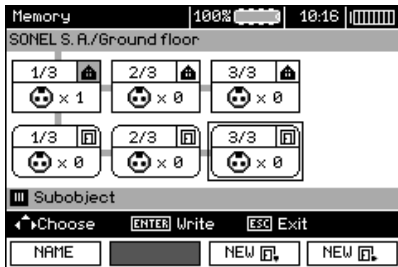 Memory 100% 10:16
SONEL S. A./Ground floor
1/3 2/3 3/3
x 1 x 0 x 0
1/3 2/3 3/3
x 0 x 0 x 0
Subobject
Choose ENTER Write ESC Exit
NAME NEW NEW